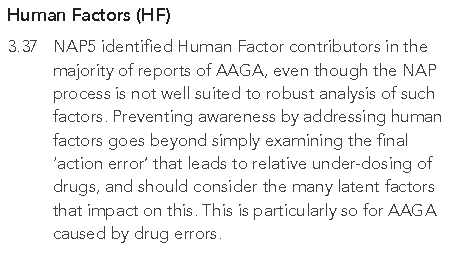 Human Factors (HF)
3.37 NAP5 identified Human Factor contributors in the
majority of reports of AAGA, even though the NAP
process is not well suited to robust analysis of such
factors. Preventing awareness by addressing human
factors goes beyond simply examining the final
'action error' that leads to relative under-dosing of
drugs, and should consider the many latent factors
that impact on this. This is particularly so for AAGA
caused by drug errors.